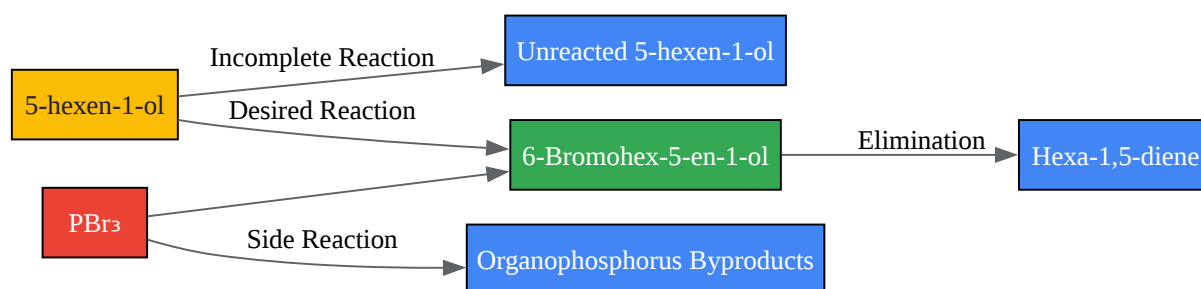 Unreacted 5-hexen-1-ol
Incomplete Reaction
5-hexen-1-ol
Desired Reaction
6-Bromohex-5-en-1-ol
Elimination
Hexa-1,5-diene
PBr₃
Side Reaction
Organophosphorus Byproducts